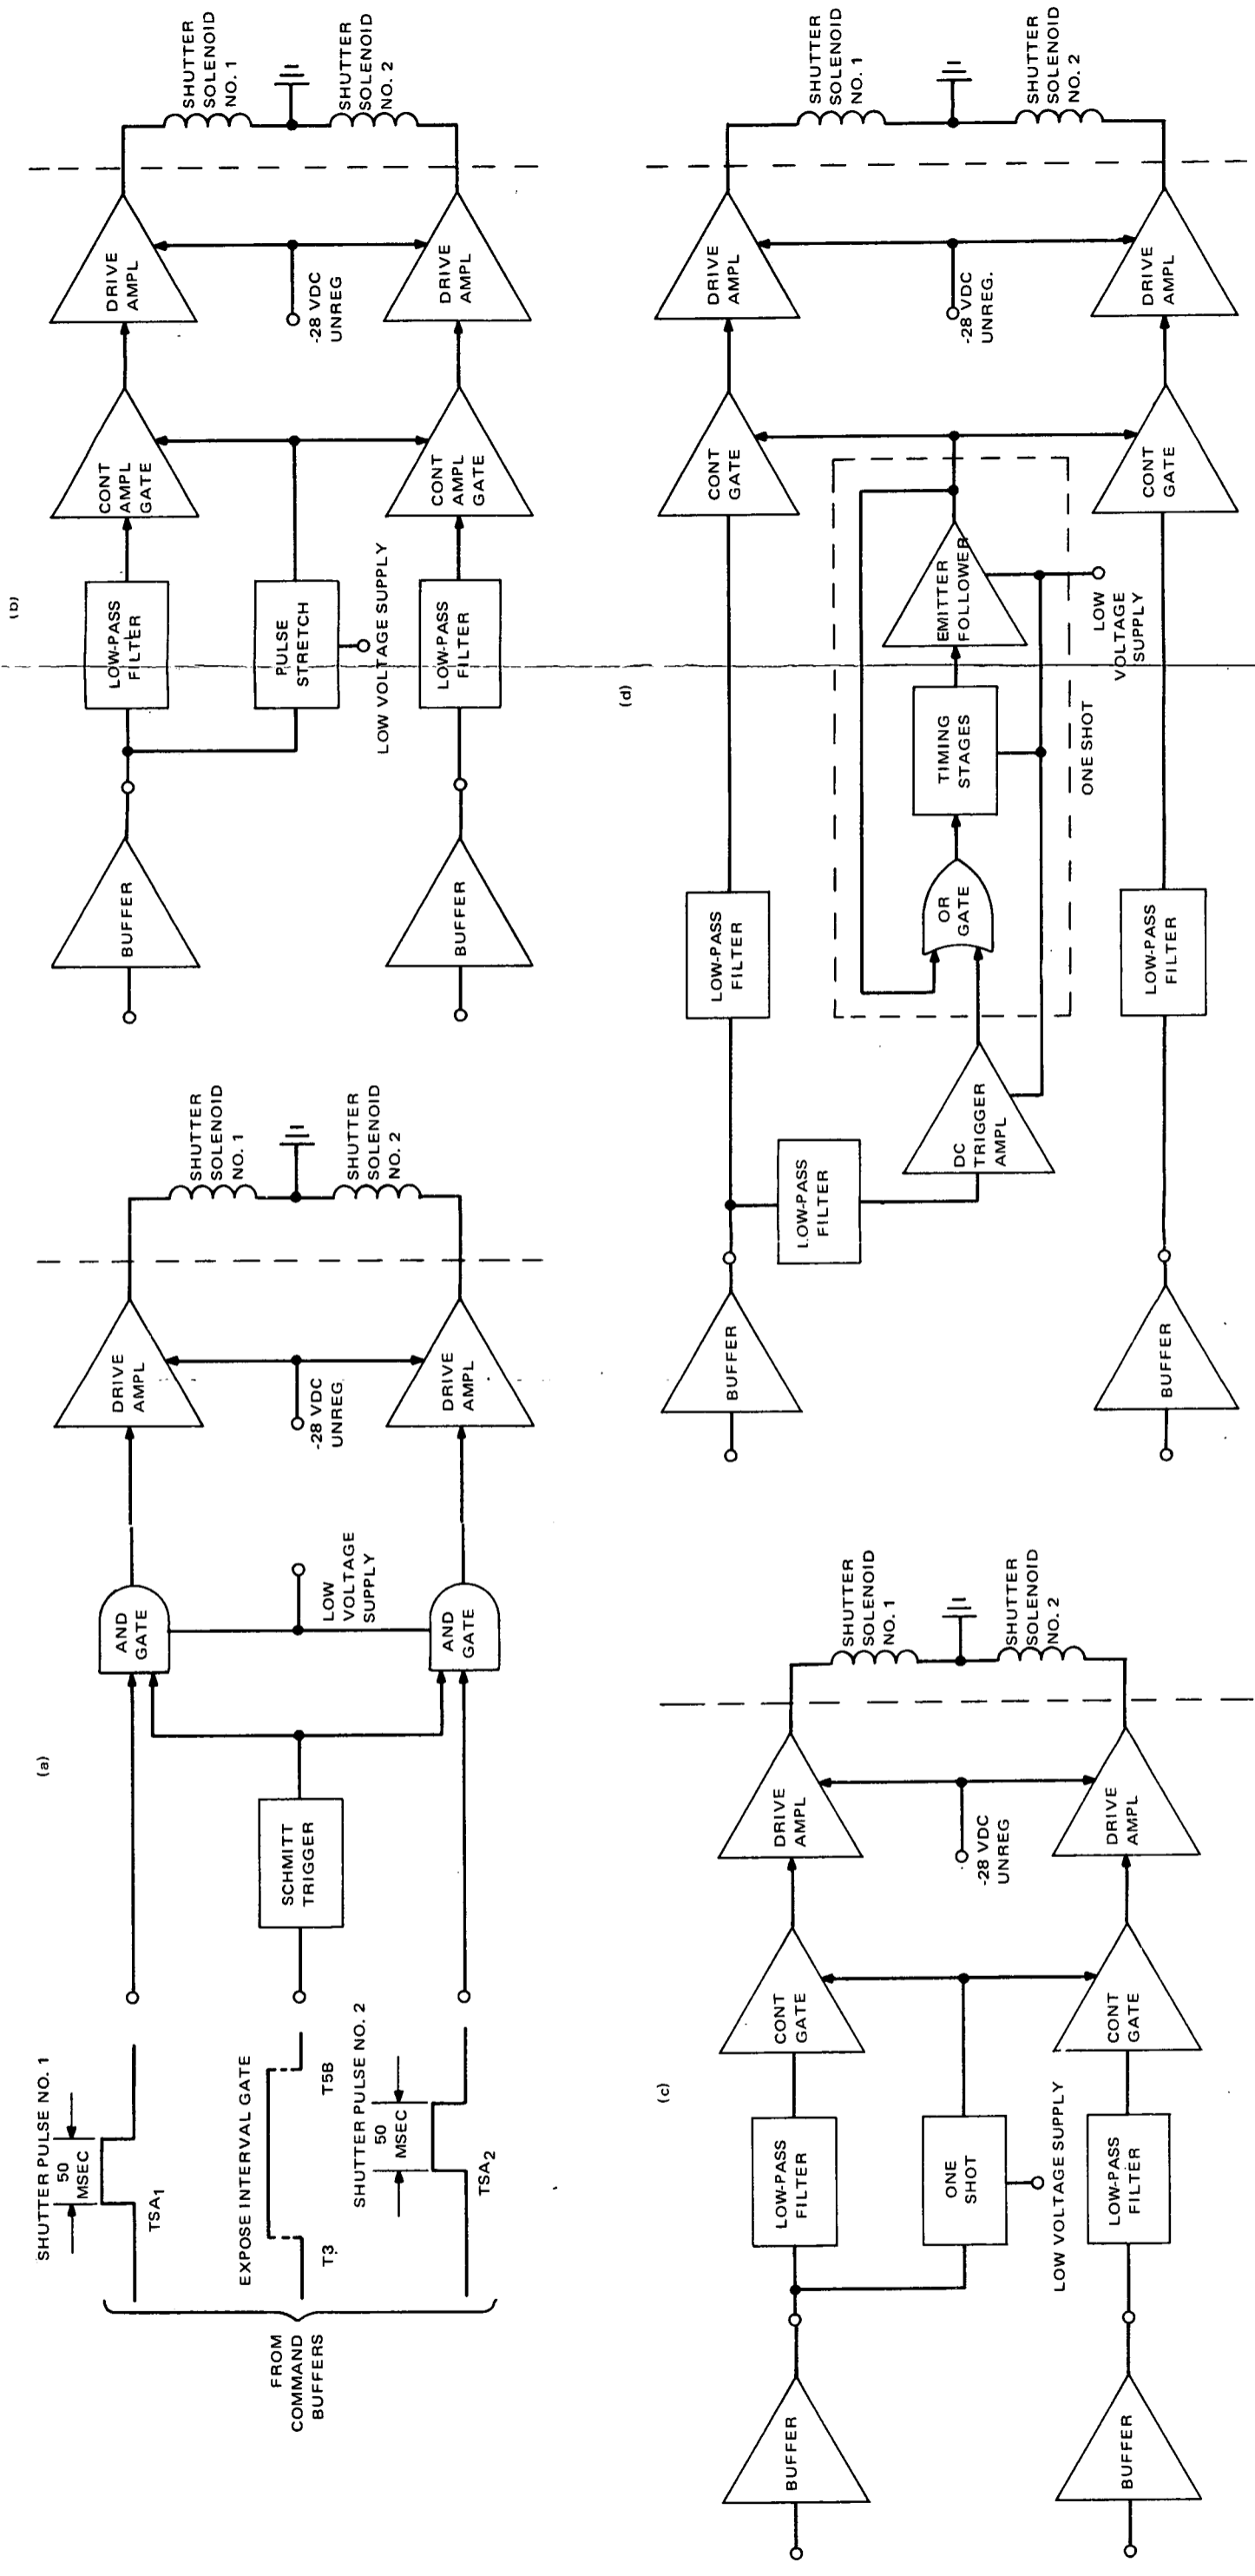 (a)
SHUTTER PULSE NO. 1
50
MSEC
TSA1
EXPOSE INTERVAL GATE
T3
T5B
SHUTTER PULSE NO. 2
50
MSEC
TSA2
FROM
COMMAND
BUFFERS
SCHMITT
TRIGGER
AND
GATE
AND
GATE
LOW
VOLTAGE
SUPPLY
DRIVE
AMPL
DRIVE
AMPL
-28 VDC
UNREG
SHUTTER
SOLENOID
NO. 1
SHUTTER
SOLENOID
NO. 2
(b)
BUFFER
BUFFER
LOW-PASS
FILTER
PULSE
STRETCH
LOW VOLTAGE SUPPLY
LOW-PASS
FILTER
CONT
AMPL
GATE
CONT
AMPL
GATE
DRIVE
AMPL
DRIVE
AMPL
-28 VDC
UNREG
SHUTTER
SOLENOID
NO. 1
SHUTTER
SOLENOID
NO. 2
(c)
BUFFER
BUFFER
LOW-PASS
FILTER
ONE
SHOT
LOW VOLTAGE SUPPLY
LOW-PASS
FILTER
CONT
GATE
CONT
GATE
DRIVE
AMPL
DRIVE
AMPL
-28 VDC
UNREG
SHUTTER
SOLENOID
NO. 1
SHUTTER
SOLENOID
NO. 2
(d)
BUFFER
BUFFER
LOW-PASS
FILTER
LOW-PASS
FILTER
DC
TRIGGER
AMPL
OR
GATE
TIMING
STAGES
EMITTER
FOLLOWER
ONE SHOT
LOW
VOLTAGE
SUPPLY
LOW-PASS
FILTER
CONT
GATE
CONT
GATE
DRIVE
AMPL
DRIVE
AMPL
-28 VDC
UNREG.
SHUTTER
SOLENOID
NO. 1
SHUTTER
SOLENOID
NO. 2